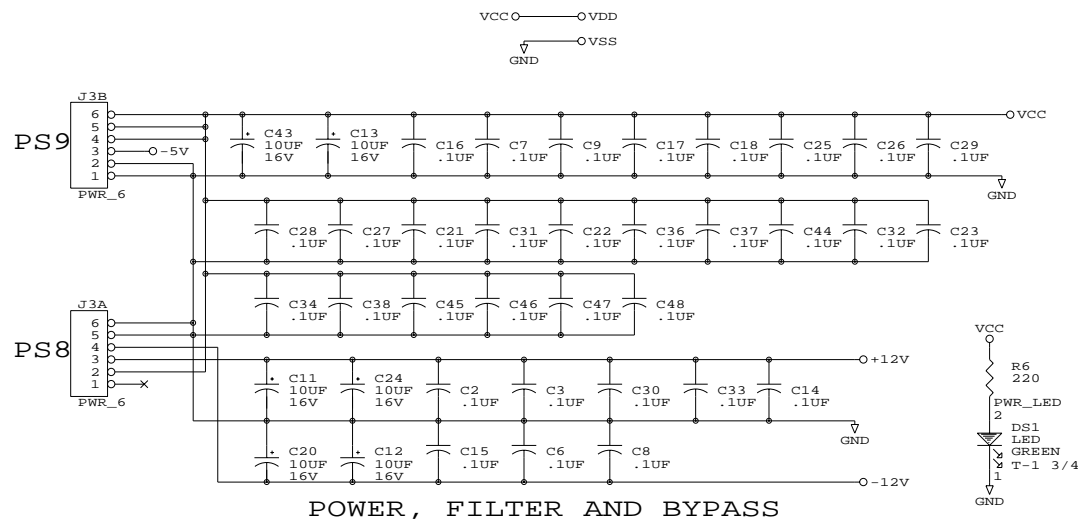 VCC VDD
VSS
GND
J3B
PS9
6
5
4
3 -5V
2
1
PWR_6
VCC
C43 10UF 16V
C13 10UF 16V
C16 .1UF
C7 .1UF
C9 .1UF
C17 .1UF
C18 .1UF
C25 .1UF
C26 .1UF
C29 .1UF
GND
C28 .1UF
C27 .1UF
C21 .1UF
C31 .1UF
C22 .1UF
C36 .1UF
C37 .1UF
C44 .1UF
C32 .1UF
C23 .1UF
C34 .1UF
C38 .1UF
C45 .1UF
C46 .1UF
C47 .1UF
C48 .1UF
J3A
PS8
6
5
4
3
2
1
PWR_6
+12V
C11 10UF 16V
C24 10UF 16V
C2 .1UF
C3 .1UF
C30 .1UF
C33 .1UF
C14 .1UF
GND
C20 10UF 16V
C12 10UF 16V
C15 .1UF
C6 .1UF
C8 .1UF
-12V
VCC
R6
220
PWR_LED
2
DS1
LED
GREEN
T-1 3/4
1
GND
POWER, FILTER AND BYPASS